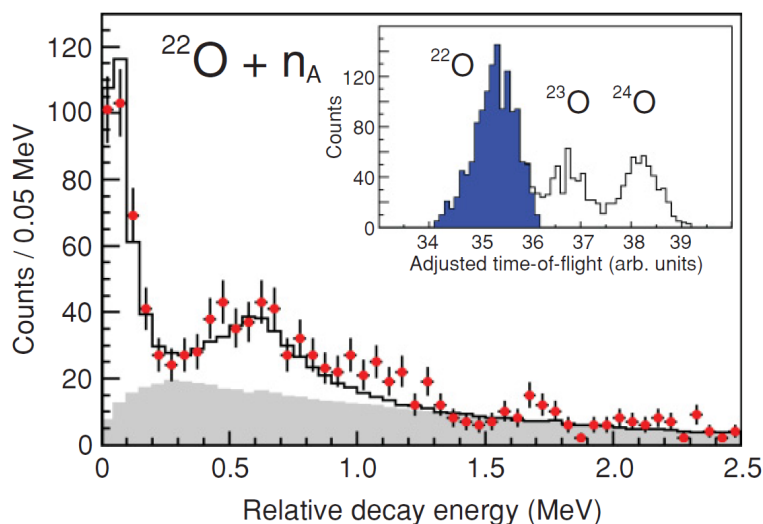 ²²O + n_A
Counts / 0.05 MeV
120
100
80
60
40
20
0
0
0.5
1.0
1.5
2.0
2.5
Relative decay energy (MeV)
²²O
²³O
²⁴O
Counts
120
80
40
0
34
35
36
37
38
39
Adjusted time-of-flight (arb. units)